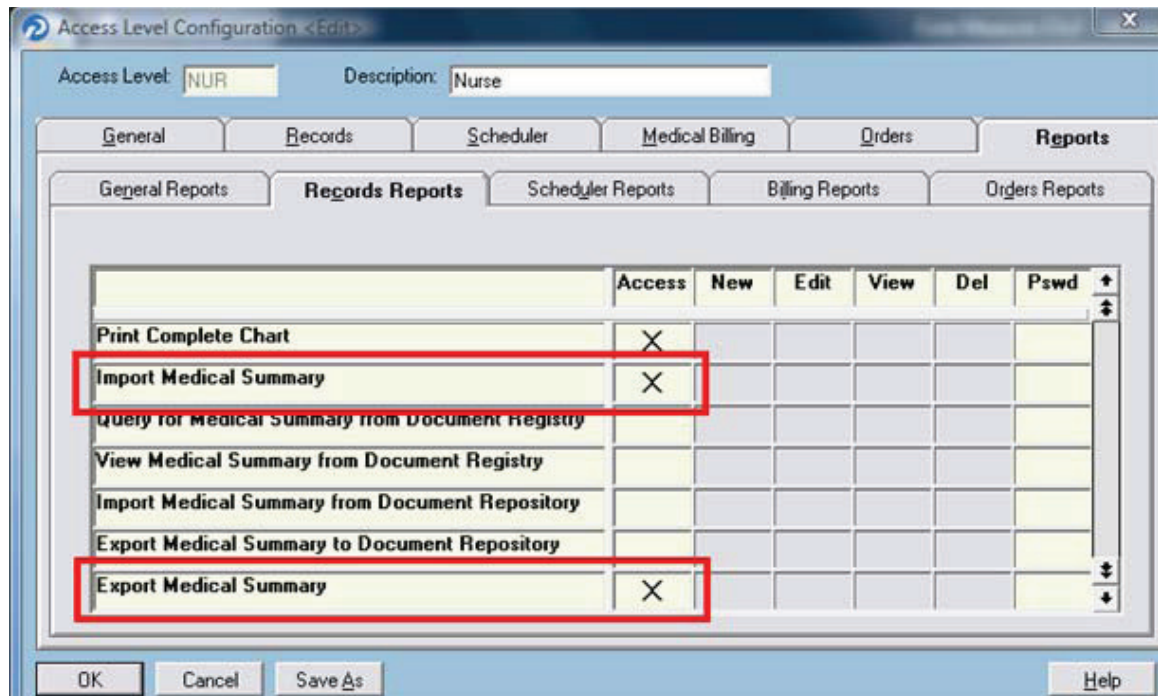 Access Level Configuration <Edit>
Access Level: NUR Description: Nurse
General Records Scheduler Medical Billing Orders Reports
General Reports Records Reports Scheduler Reports Billing Reports Orders Reports
Access New Edit View Del Pswd
Print Complete Chart X
Import Medical Summary X
Query for Medical Summary from Document Registry
View Medical Summary from Document Registry
Import Medical Summary from Document Repository
Export Medical Summary to Document Repository
Export Medical Summary X
OK Cancel Save As Help